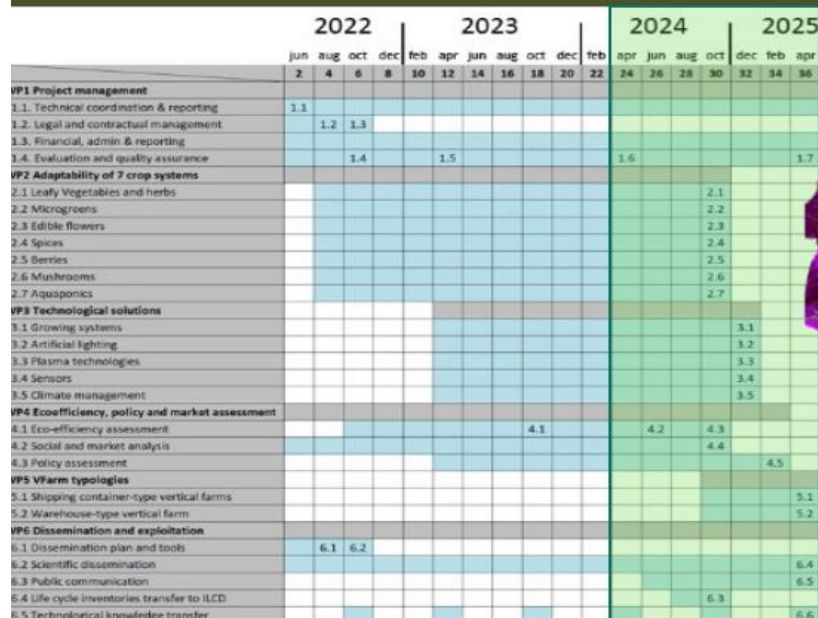 2022 2023 2024 2025
jun aug oct dec feb apr jun aug oct dec feb apr jun aug oct dec feb apr
2 4 6 8 10 12 14 16 18 20 22 24 26 28 30 32 34 36
WP1 Project management
1.1. Technical coordination & reporting 1.1
1.2. Legal and contractual management 1.2 1.3
1.3. Financial, admin & reporting
1.4. Evaluation and quality assurance 1.4 1.5 1.6 1.7
WP2 Adaptability of 7 crop systems
2.1 Leafy Vegetables and herbs 2.1
2.2 Microgreens 2.2
2.3 Edible flowers 2.3
2.4 Spices 2.4
2.5 Berries 2.5
2.6 Mushrooms 2.6
2.7 Aquaponics 2.7
WP3 Technological solutions
3.1 Growing systems 3.1
3.2 Artificial lighting 3.2
3.3 Plasma technologies 3.3
3.4 Sensors 3.4
3.5 Climate management 3.5
WP4 Ecoefficiency, policy and market assessment
4.1 Eco-efficiency assessment 4.1 4.2 4.3
4.2 Social and market analysis 4.4
4.3 Policy assessment 4.5
WP5 VFarm typologies
5.1 Shipping container-type vertical farms 5.1
5.2 Warehouse-type vertical farm 5.2
WP6 Dissemination and exploitation
6.1 Dissemination plan and tools 6.1 6.2
6.2 Scientific dissemination 6.4
6.3 Public communication 6.5
6.4 Life cycle inventories transfer to ILCD 6.3
6.5 Technological knowledge transfer 6.6